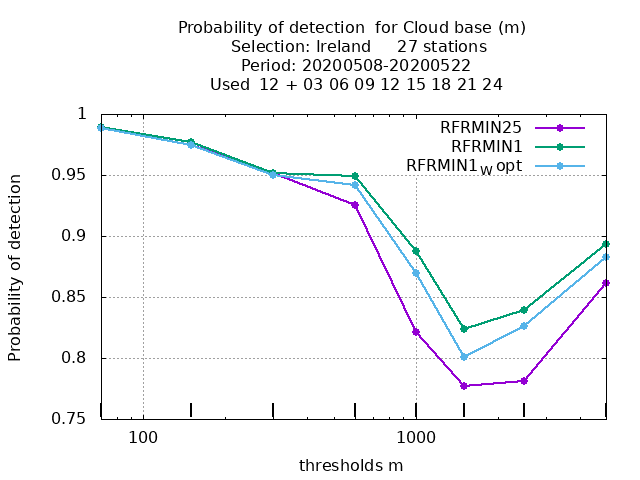 Probability of detection  for Cloud base (m)
Selection: Ireland     27 stations
Period: 20200508-20200522
Used  12 + 03 06 09 12 15 18 21 24
RFRMIN25
RFRMIN1
RFRMIN1W opt
1
0.95
0.9
0.85
0.8
0.75
Probability of detection
100
1000
thresholds m